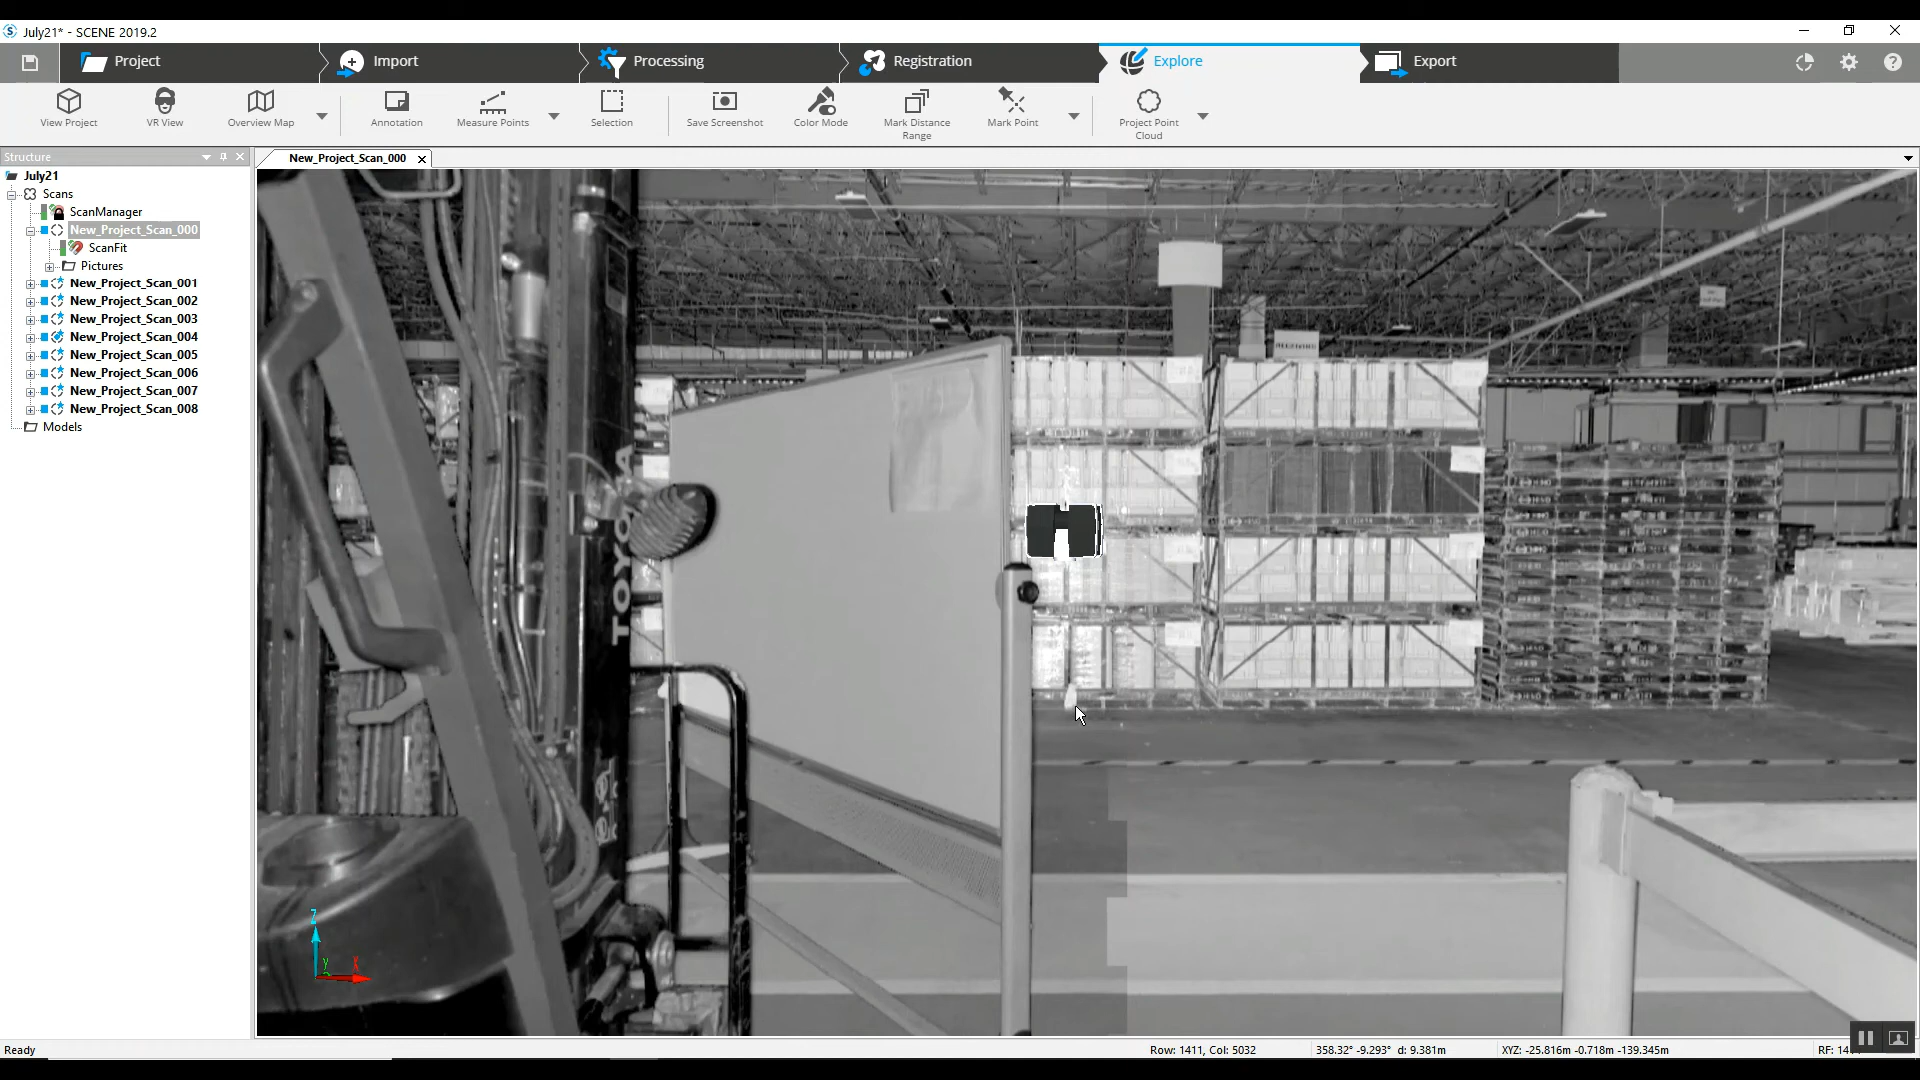 July21* - SCENE 2019.2
Project
Import
Processing
Registration
Explore
Export
View Project
VR View
Overview Map
Annotation
Measure Points
Selection
Save Screenshot
Color Mode
Mark Distance
Range
Mark Point
Project Point
Cloud
Structure
New_Project_Scan_000
July21
Scans
ScanManager
New_Project_Scan_000
ScanFit
Pictures
New_Project_Scan_001
New_Project_Scan_002
New_Project_Scan_003
New_Project_Scan_004
New_Project_Scan_005
New_Project_Scan_006
New_Project_Scan_007
New_Project_Scan_008
Models
TOYOTA
Z
y
X
Ready
Row: 1411, Col: 5032
358.32° -9.293° d: 9.381m
XYZ: -25.816m -0.718m -139.345m
RF: